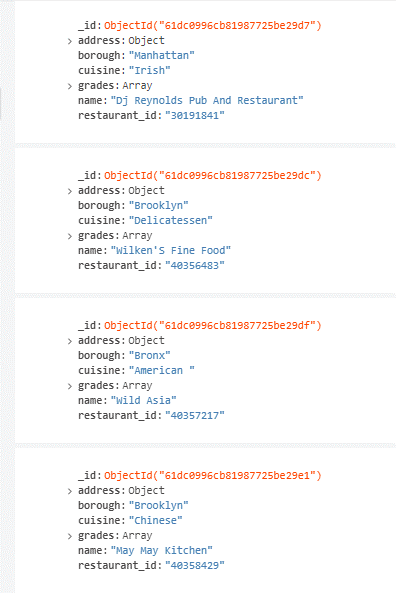 _id: ObjectId("61dc0996cb81987725be29d7")
address: Object
borough: "Manhattan"
cuisine: "Irish"
grades: Array
name: "Dj Reynolds Pub And Restaurant"
restaurant_id: "30191841"
_id: ObjectId("61dc0996cb81987725be29dc")
address: Object
borough: "Brooklyn"
cuisine: "Delicatessen"
grades: Array
name: "Wilken'S Fine Food"
restaurant_id: "40356483"
_id: ObjectId("61dc0996cb81987725be29df")
address: Object
borough: "Bronx"
cuisine: "American "
grades: Array
name: "Wild Asia"
restaurant_id: "40357217"
_id: ObjectId("61dc0996cb81987725be29e1")
address: Object
borough: "Brooklyn"
cuisine: "Chinese"
grades: Array
name: "May May Kitchen"
restaurant_id: "40358429"